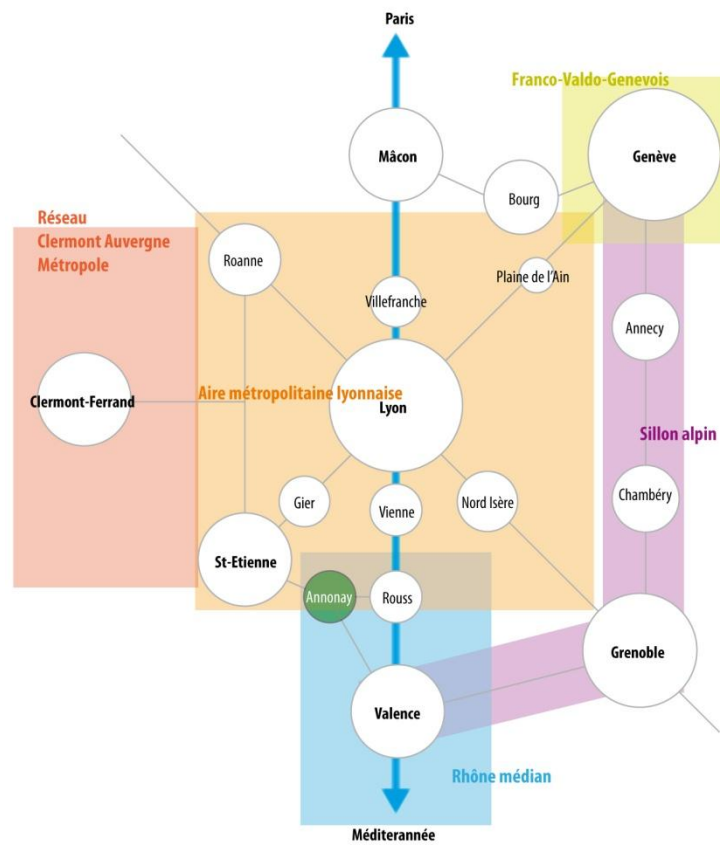 Paris
Franco-Valdo-Genevois
Mâcon
Genève
Bourg
Réseau
Clermont Auvergne
Métropole
Roanne
Plaine de l'Ain
Villefranche
Annecy
Aire métropolitaine lyonnaise
Clermont-Ferrand
Lyon
Sillon alpin
Gier
Vienne
Nord Isère
Chambéry
St-Etienne
Annonay
Rouss
Grenoble
Valence
Rhône médian
Méditerannée